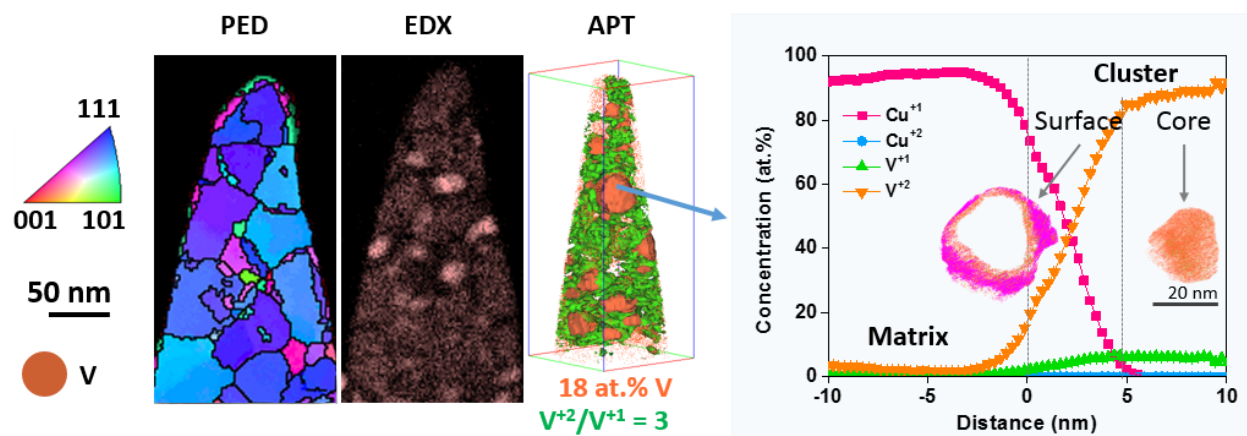 PED
EDX
APT
111
001
101
50 nm
V
18 at.% V
V+2/V+1 = 3
Concentration (at.%)
100
80
60
40
20
0
Cu+1
Cu+2
V+1
V+2
Cluster
Surface
Core
20 nm
Matrix
-10
-5
0
5
10
Distance (nm)